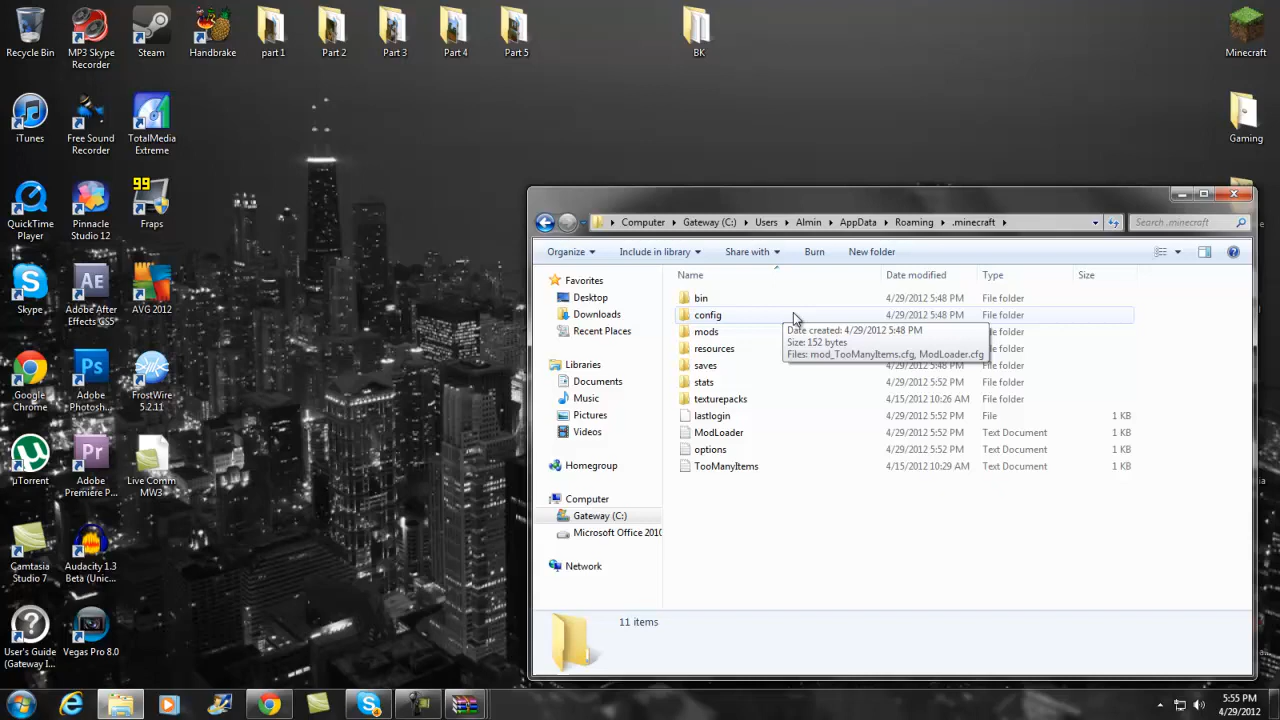 Recycle Bin
MP3 Skype
Recorder
Steam
Handbrake
part 1
Part 2
Part 3
Part 4
Part 5
BK
Minecraft
iTunes
Free Sound
Recorder
TotalMedia
Extreme
Gaming
QuickTime
Player
Pinnacle
Studio 12
99
Fraps
Skype
Adobe After
Effects CS5
AVG 2012
Google
Chrome
Adobe
Photosh...
FrostWire
5.2.11
µTorrent
Adobe
Premiere P...
Live Comm
MW3
Camtasia
Studio 7
Audacity 1.3
Beta (Unic...
User's Guide
(Gateway I...
Vegas Pro 8.0
Computer
Gateway (C:)
Users
Almin
AppData
Roaming
.minecraft
Search .minecraft
Organize
Include in library
Share with
Burn
New folder
Favorites
Desktop
Downloads
Recent Places
Libraries
Documents
Music
Pictures
Videos
Homegroup
Computer
Gateway (C:)
Microsoft Office 2010
Network
Name Date modified Type Size
bin 4/29/2012 5:48 PM File folder
config 4/29/2012 5:48 PM File folder
mods File folder
resources File folder
saves 4/29/2012 5:48 PM File folder
stats 4/29/2012 5:52 PM File folder
texturepacks 4/15/2012 10:26 AM File folder
lastlogin 4/29/2012 5:52 PM File 1 KB
ModLoader 4/29/2012 5:52 PM Text Document 1 KB
options 4/29/2012 5:52 PM Text Document 1 KB
TooManyItems 4/15/2012 10:29 AM Text Document 1 KB
Date created: 4/29/2012 5:48 PM
Size: 152 bytes
Files: mod_TooManyItems.cfg, ModLoader.cfg
11 items
5:55 PM
4/29/2012